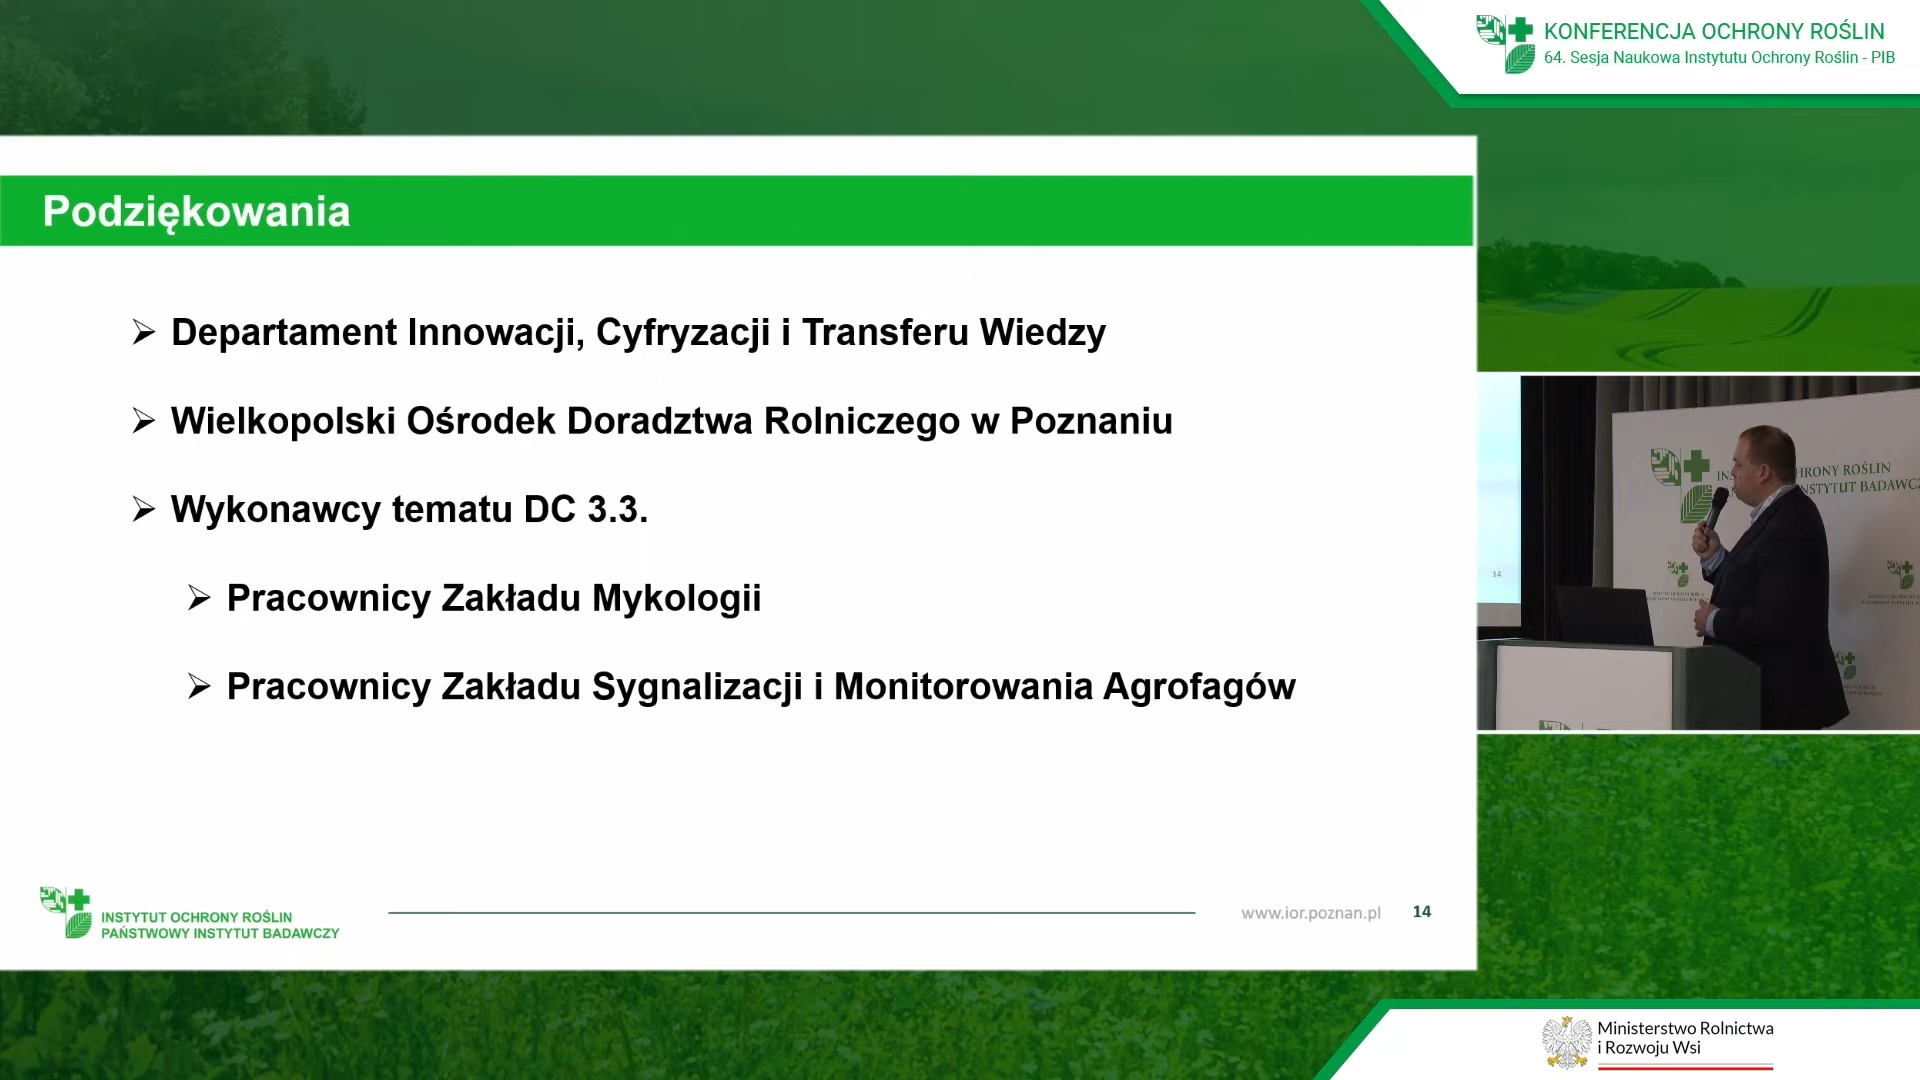 KONFERENCJA OCHRONY ROŚLIN
64. Sesja Naukowa Instytutu Ochrony Roślin - PIB
Podziękowania
Departament Innowacji, Cyfryzacji i Transferu Wiedzy
Wielkopolski Ośrodek Doradztwa Rolniczego w Poznaniu
Wykonawcy tematu DC 3.3.
Pracownicy Zakładu Mykologii
Pracownicy Zakładu Sygnalizacji i Monitorowania Agrofagów
INSTYTUT OCHRONY ROŚLIN
PAŃSTWOWY INSTYTUT BADAWCZY
www.ior.poznan.pl
14
HRONY ROŚLIN
NSTYTUT BADAWCZ
14
Ministerstwo Rolnictwa
i Rozwoju Wsi